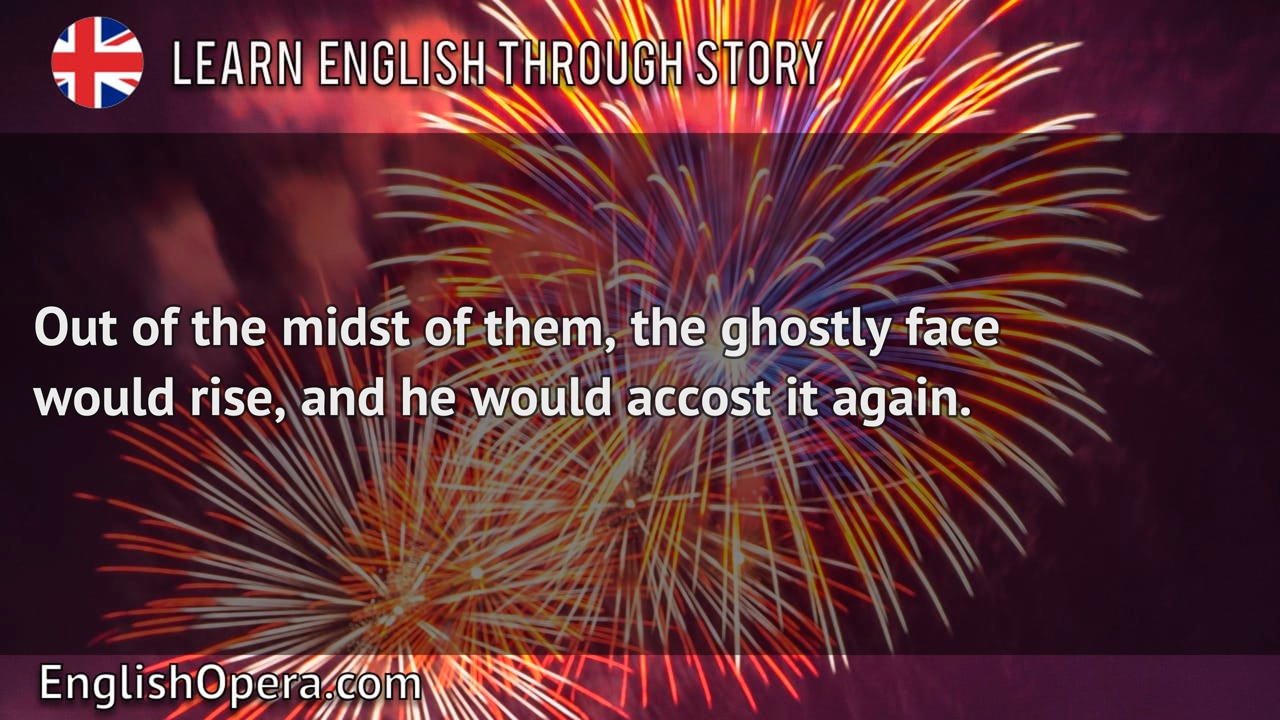 LEARN ENGLISH THROUGH STORY
Out of the midst of them, the ghostly face
would rise, and he would accost it again.
EnglishOpera.com